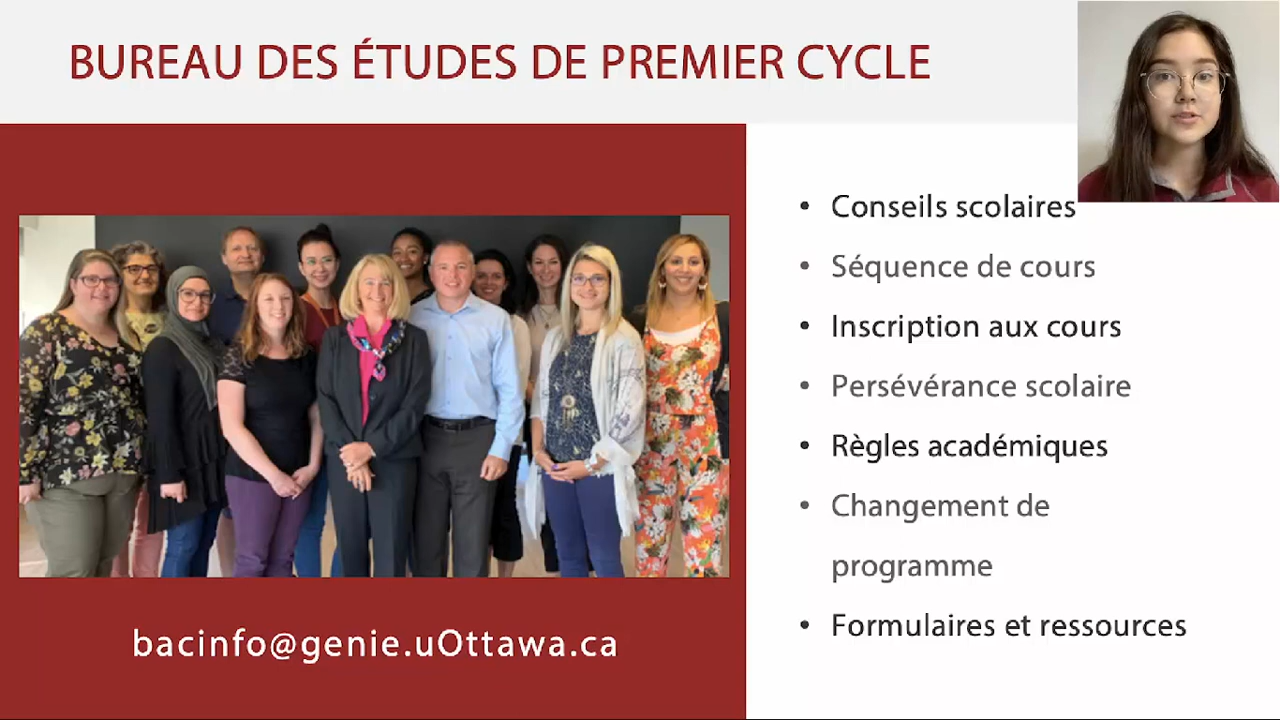 BUREAU DES ÉTUDES DE PREMIER CYCLE
• Conseils scolaires
• Séquence de cours
• Inscription aux cours
• Persévérance scolaire
• Règles académiques
• Changement de
programme
• Formulaires et ressources
bacinfo@genie.uOttawa.ca